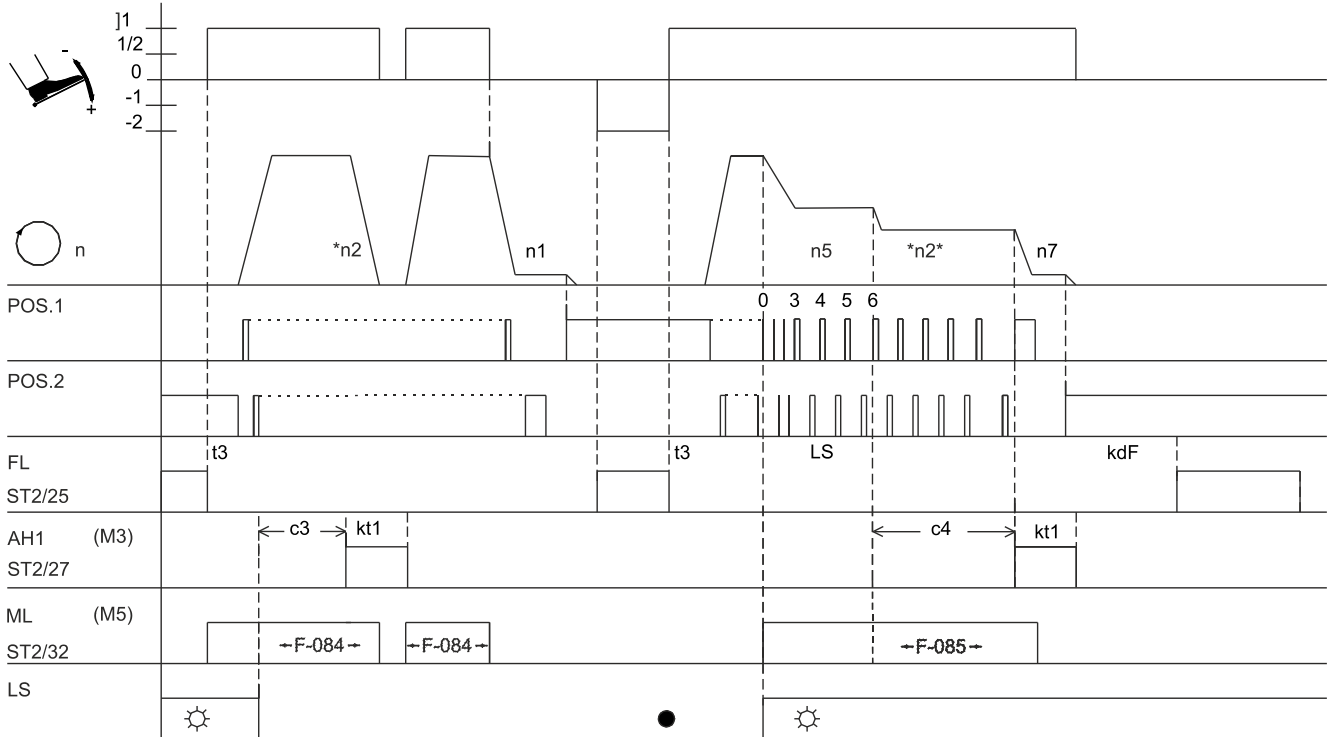 ]1
1/2
0
-1
-2
-
+
n
*n2
n1
n5
*n2*
n7
POS.1
0 3 4 5 6
POS.2
FL
ST2/25
t3
t3
LS
kdF
AH1 (M3)
ST2/27
c3
kt1
c4
kt1
ML (M5)
ST2/32
F-084
F-084
F-085
LS